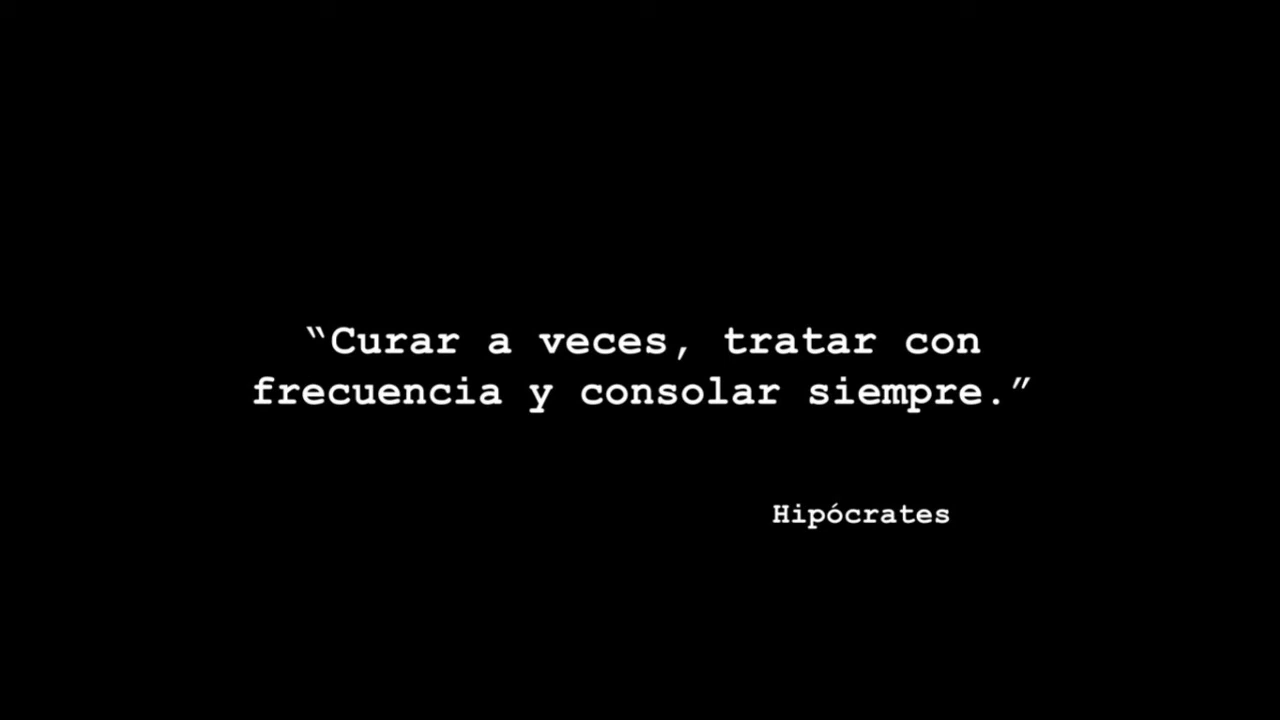 “Curar a veces, tratar con
frecuencia y consolar siempre.”
Hipócrates